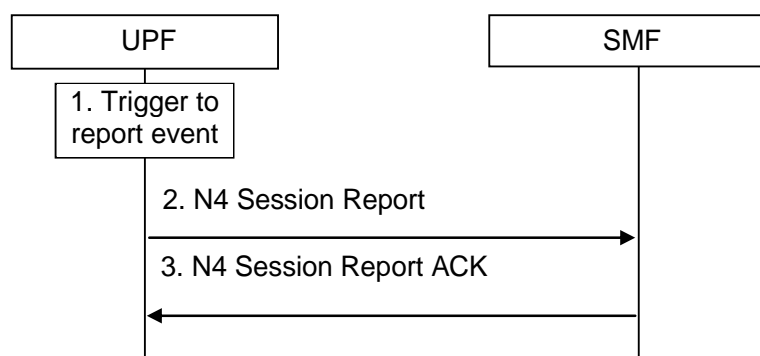 UPF
SMF
1. Trigger to
report event
2. N4 Session Report
3. N4 Session Report ACK